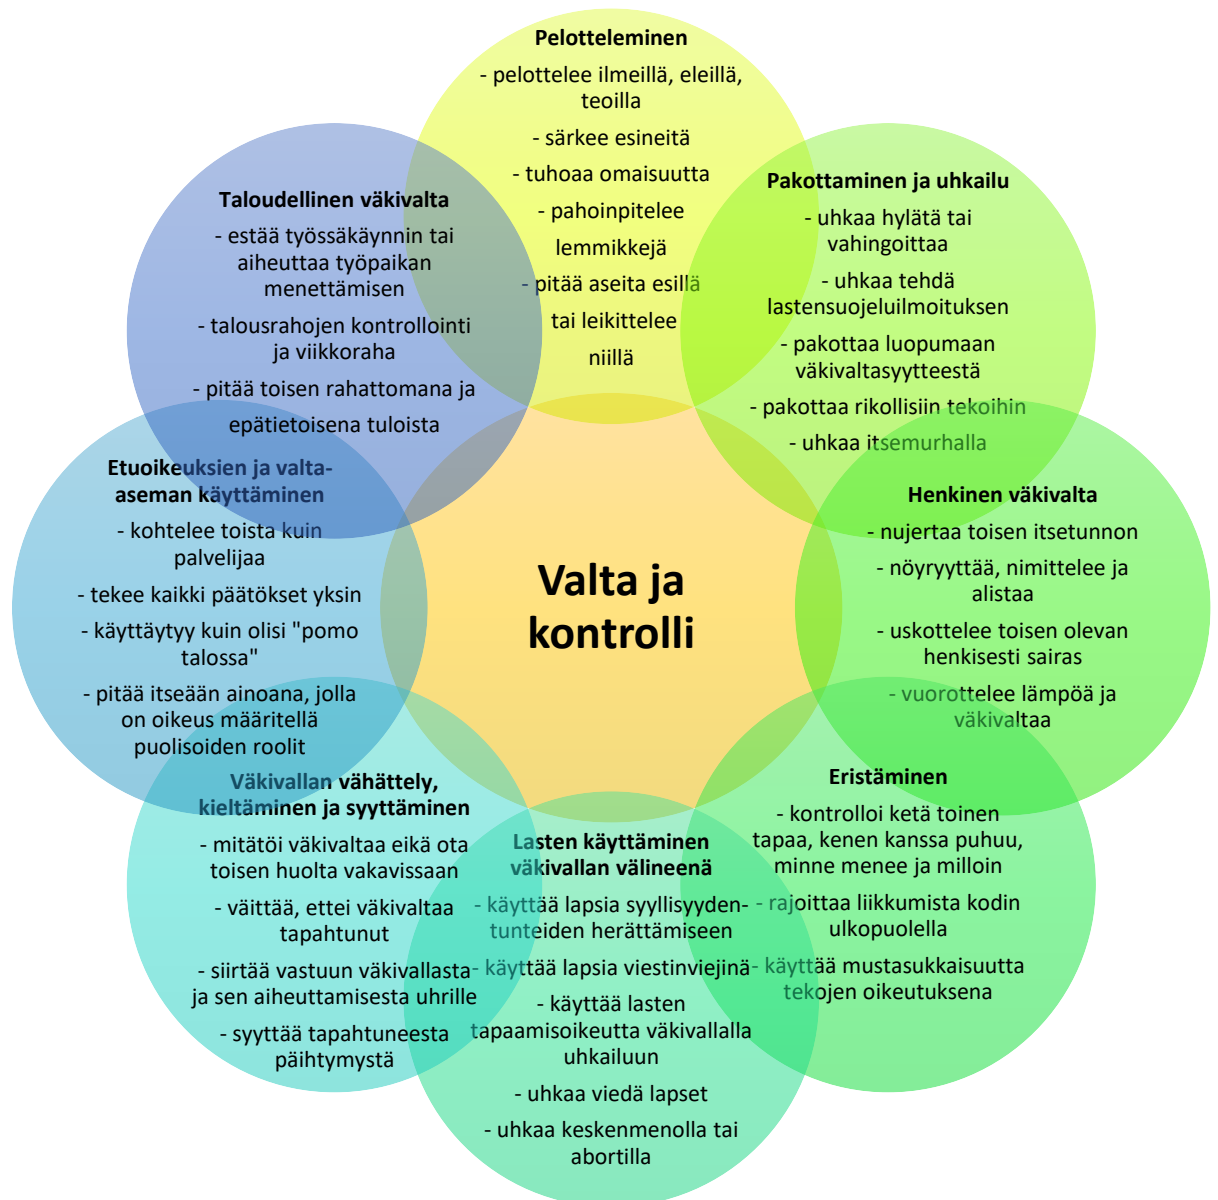 Pelotteleminen
- pelottelee ilmeillä, eleillä,
teoilla
- särkee esineitä
- tuhoaa omaisuutta
- pahoinpitelee
lemmikkejä
- pitää aseita esillä
tai leikittelee
niillä
Pakottaminen ja uhkailu
- uhkaa hylätä tai
vahingoittaa
- uhkaa tehdä
lastensuojeluilmoituksen
- pakottaa luopumaan
väkivaltasyytteestä
- pakottaa rikollisiin tekoihin
- uhkaa itsemurhalla
Henkinen väkivalta
- nujertaa toisen itsetunnon
- nöyryyttää, nimittelee ja
alistaa
- uskottelee toisen olevan
henkisesti sairas
- vuorottelee lämpöä ja
väkivaltaa
Eristäminen
- kontrolloi ketä toinen
tapaa, kenen kanssa puhuu,
minne menee ja milloin
- rajoittaa liikkumista kodin
ulkopuolella
- käyttää mustasukkaisuutta
tekojen oikeutuksena
Lasten käyttäminen
väkivallan välineenä
- käyttää lapsia syyllisyyden-
tunteiden herättämiseen
- käyttää lapsia viestinviejinä
- käyttää lasten
tapaamisoikeutta väkivallalla
uhkailuun
- uhkaa viedä lapset
- uhkaa keskenmenolla tai
abortilla
Väkivallan vähättely,
kieltäminen ja syyttäminen
- mitätöi väkivaltaa eikä ota
toisen huolta vakavissaan
- väittää, ettei väkivaltaa
tapahtunut
- siirtää vastuun väkivallasta
ja sen aiheuttamisesta uhrille
- syyttää tapahtuneesta
päihtymystä
Etuoikeuksien ja valta-
aseman käyttäminen
- kohtelee toista kuin
palvelijaa
- tekee kaikki päätökset yksin
- käyttäytyy kuin olisi "pomo
talossa"
- pitää itseään ainoana, jolla
on oikeus määritellä
puolisoiden roolit
Taloudellinen väkivalta
- estää työssäkäynnin tai
aiheuttaa työpaikan
menettämisen
- talousrahojen kontrollointi
ja viikkoraha
- pitää toisen rahattomana ja
epätietoisena tuloista
Valta ja
kontrolli